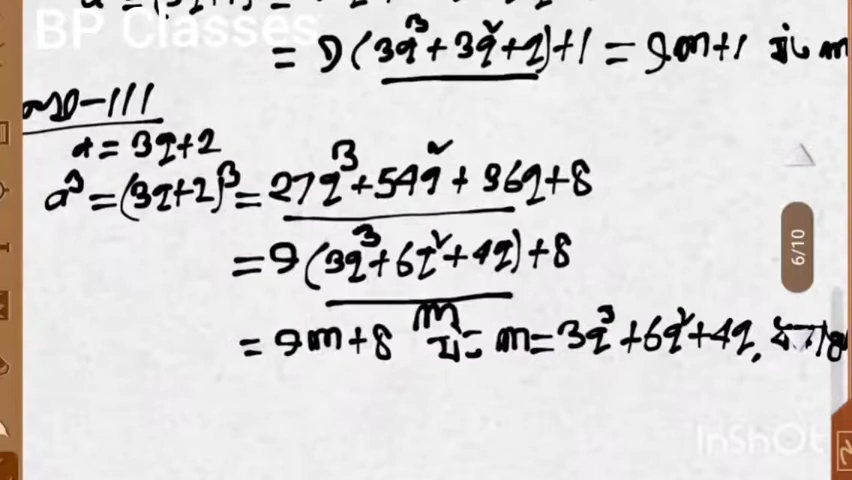 BP Classes
= 9(3q³+3q²+q)+1 = 9m+1
-III
a = 3q+2
a³ = (3q+2)³ = 27q³+54q²+36q+8
= 9(3q³+6q²+4q)+8
= 9m+8 m = 3q³+6q²+4q,
6/10
InShOt